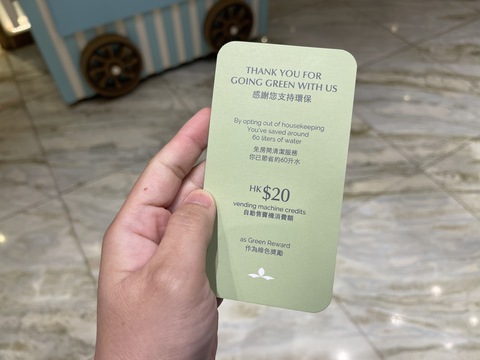 THANK YOU FOR
GOING GREEN WITH US
感謝您支持環保
By opting out of housekeeping
You've saved around
60 liters of water
免房間清潔服務
你已節省約60升水
HK$20
vending machine credits
自動售賣機消費額
as Green Reward
作為綠色獎勵